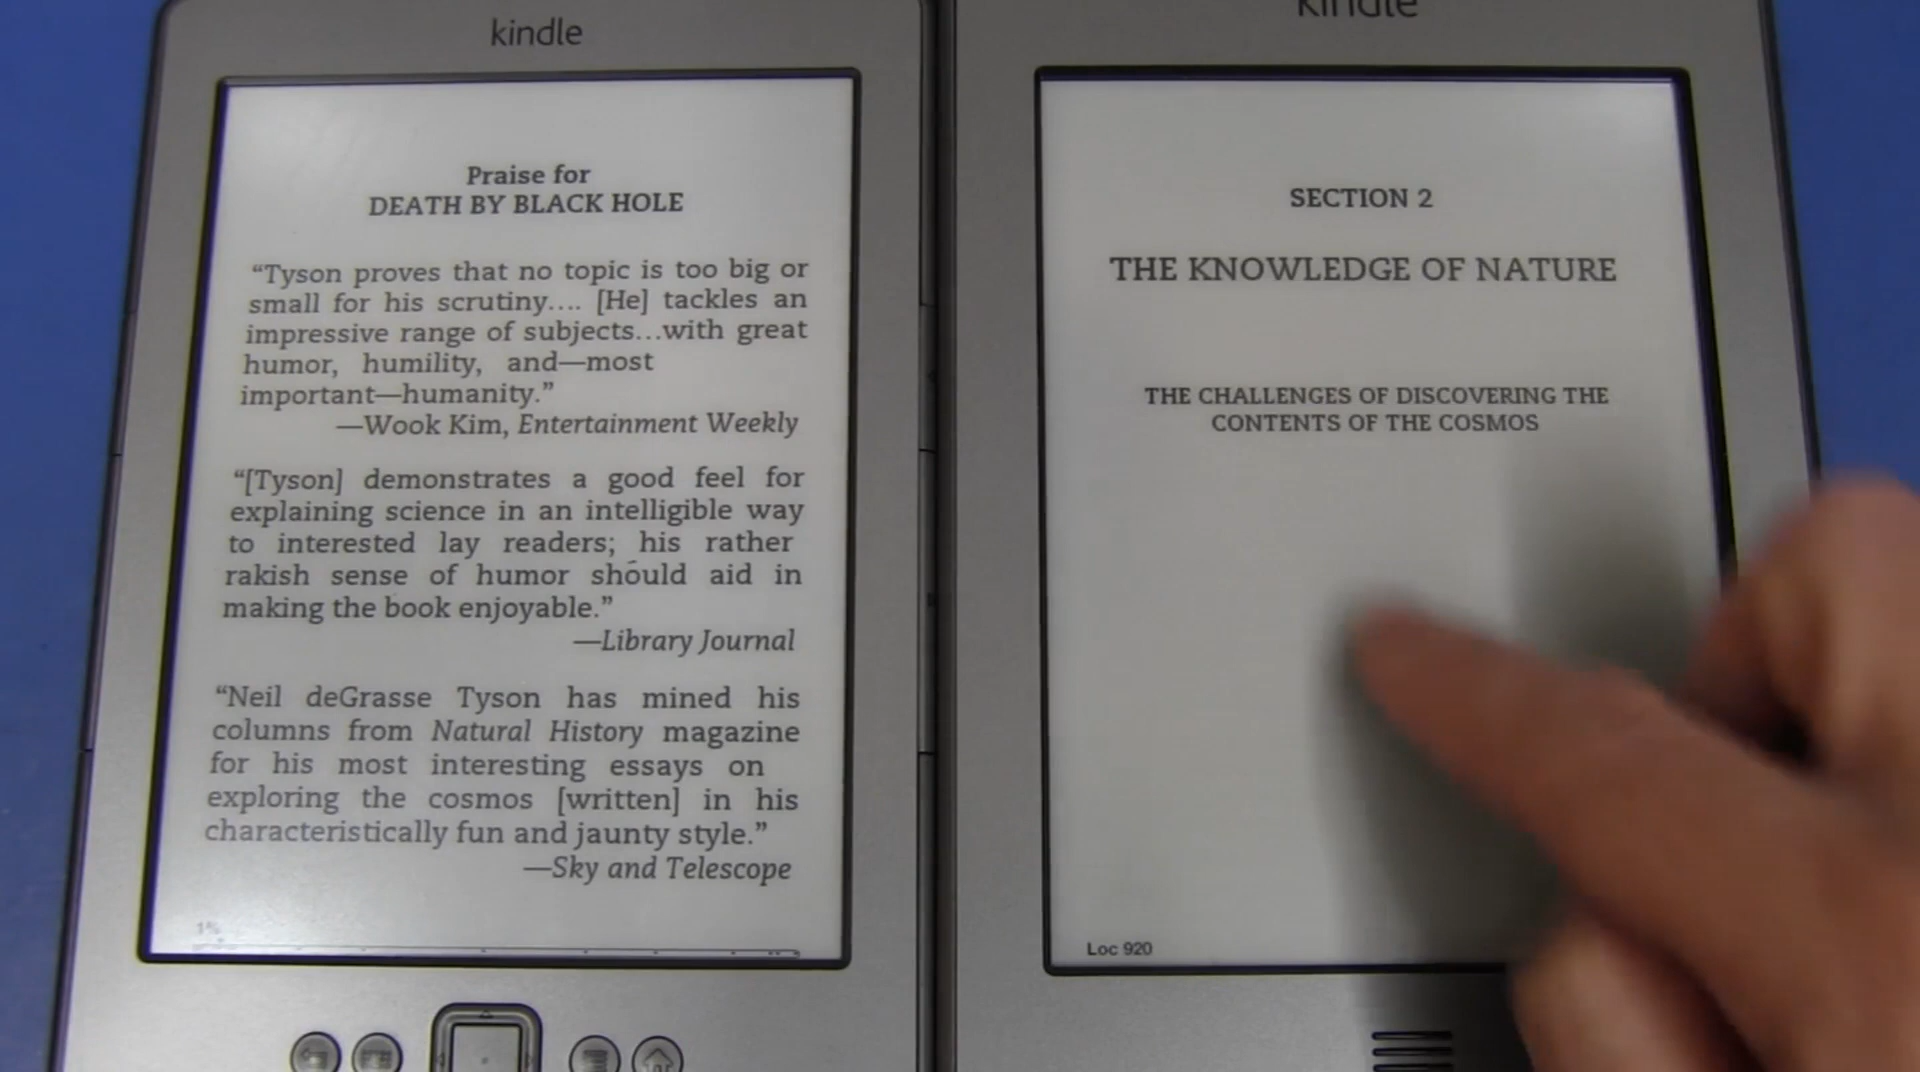 kindle
Praise for
DEATH BY BLACK HOLE
“Tyson proves that no topic is too big or
small for his scrutiny.... [He] tackles an
impressive range of subjects...with great
humor, humility, and—most
important—humanity.”
—Wook Kim, Entertainment Weekly
“[Tyson] demonstrates a good feel for
explaining science in an intelligible way
to interested lay readers; his rather
rakish sense of humor should aid in
making the book enjoyable.”
—Library Journal
“Neil deGrasse Tyson has mined his
columns from Natural History magazine
for his most interesting essays on
exploring the cosmos [written] in his
characteristically fun and jaunty style.”
—Sky and Telescope
1%
kindle
SECTION 2
THE KNOWLEDGE OF NATURE
THE CHALLENGES OF DISCOVERING THE
CONTENTS OF THE COSMOS
Loc 920